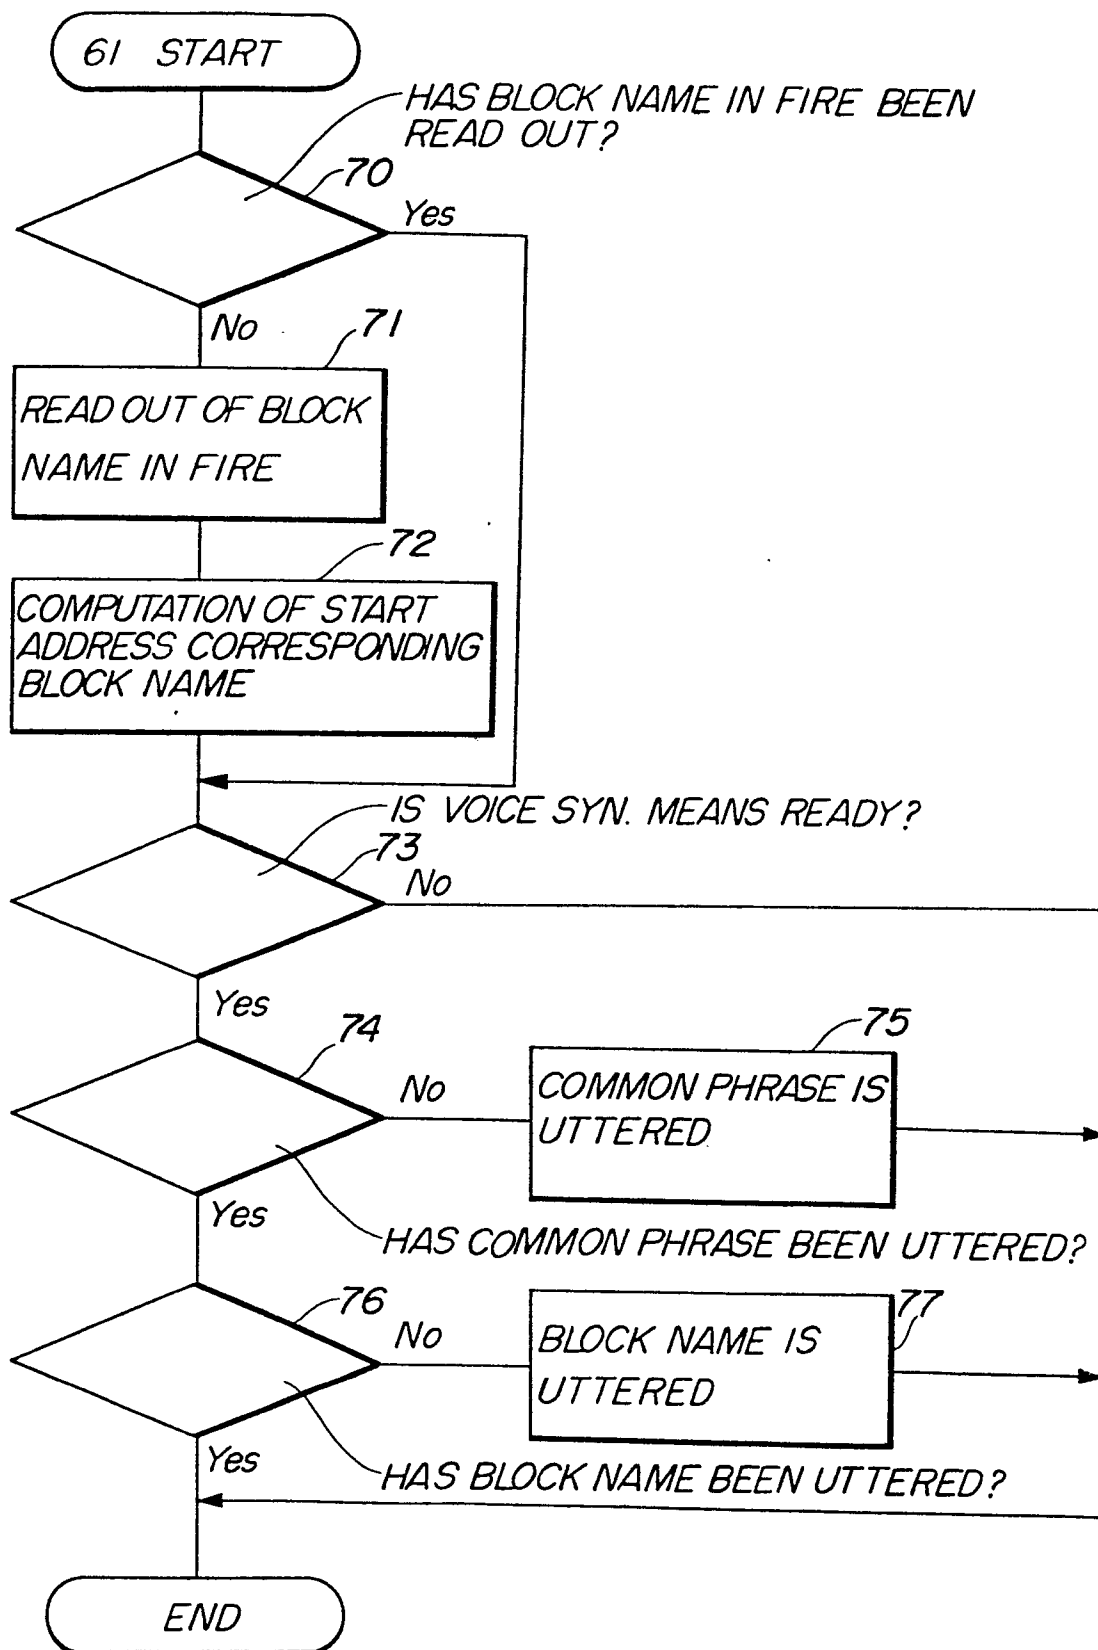 61 START
HAS BLOCK NAME IN FIRE BEEN
READ OUT?
70
Yes
No
71
READ OUT OF BLOCK
NAME IN FIRE
72
COMPUTATION OF START
ADDRESS CORRESPONDING
BLOCK NAME
IS VOICE SYN. MEANS READY?
73
No
Yes
74
No
75
COMMON PHRASE IS
UTTERED
Yes
HAS COMMON PHRASE BEEN UTTERED?
76
No
77
BLOCK NAME IS
UTTERED
Yes
HAS BLOCK NAME BEEN UTTERED?
END